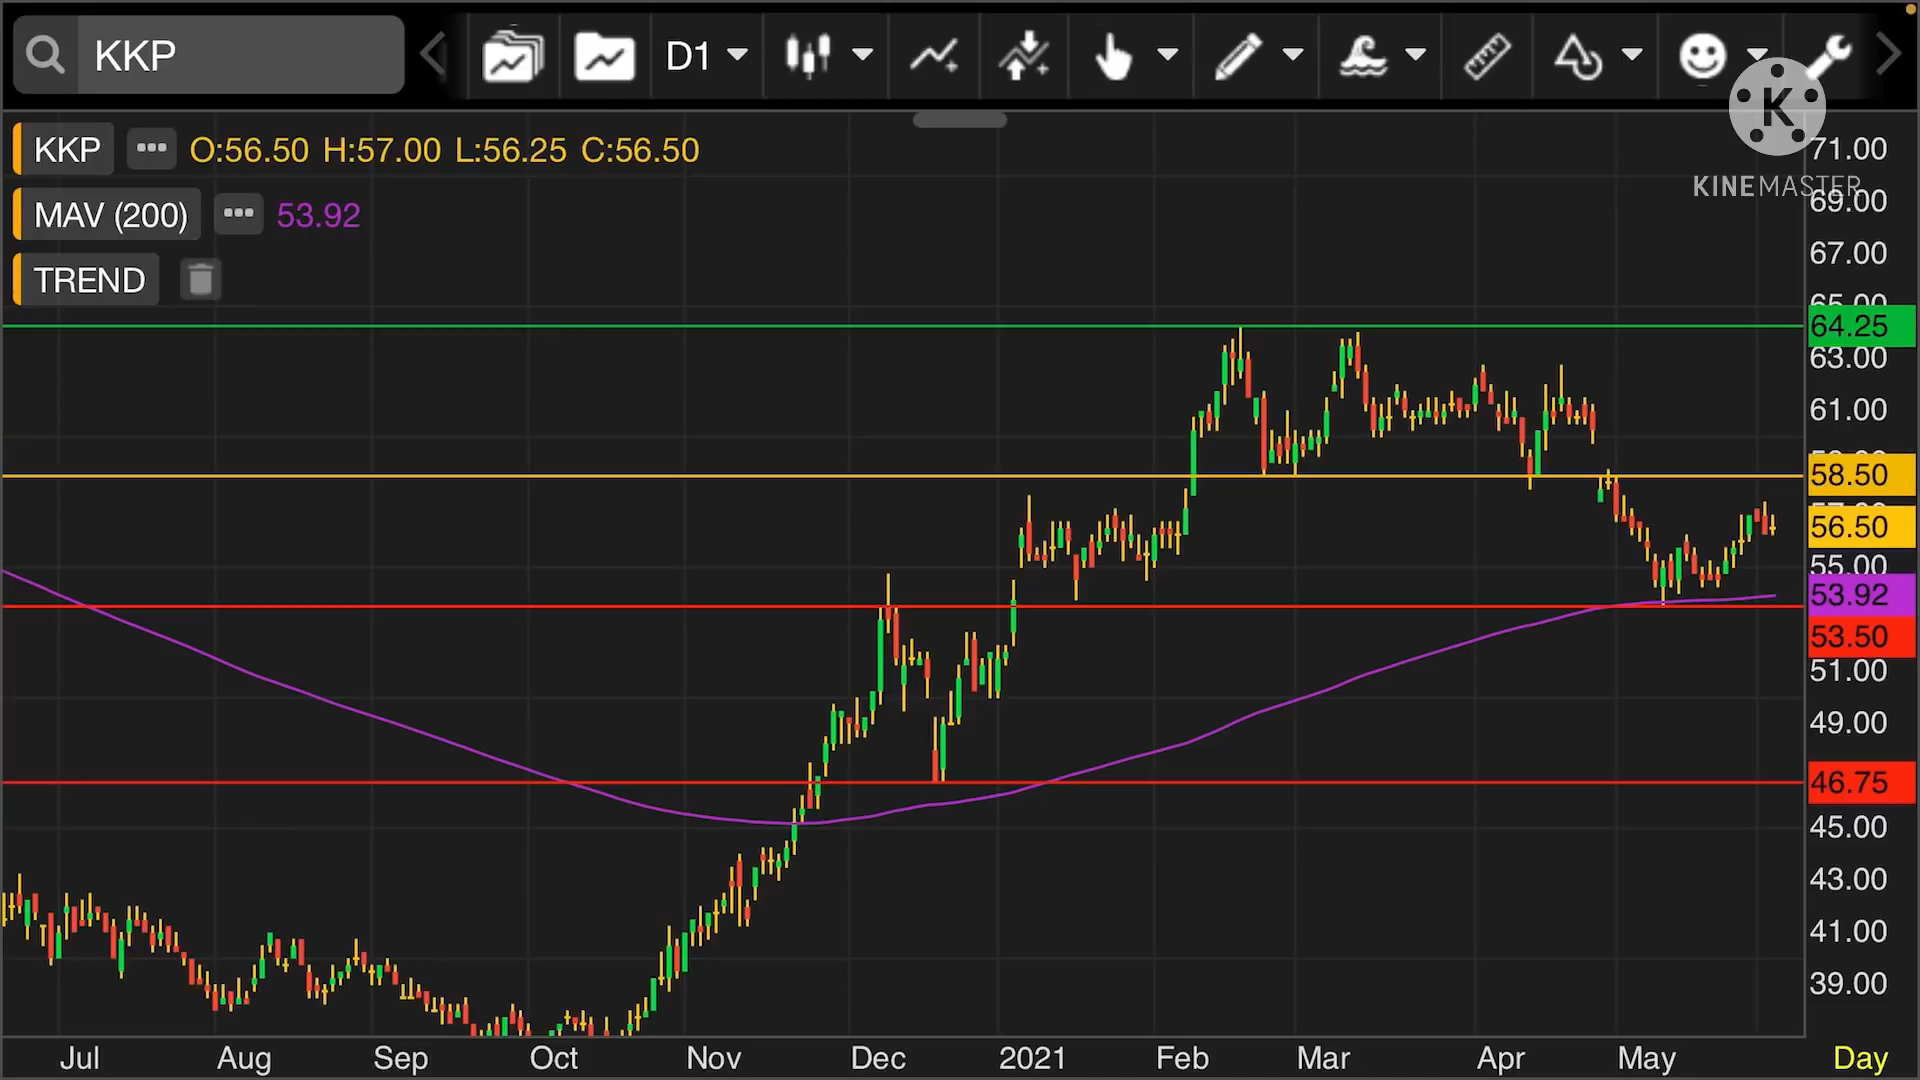 KKP
D1
K
KINEMASTER
KKP ••• O:56.50 H:57.00 L:56.25 C:56.50
MAV (200) ••• 53.92
TREND
71.00
69.00
67.00
65.00
64.25
63.00
61.00
58.50
56.50
55.00
53.92
53.50
51.00
49.00
46.75
45.00
43.00
41.00
39.00
Jul Aug Sep Oct Nov Dec 2021 Feb Mar Apr May Day